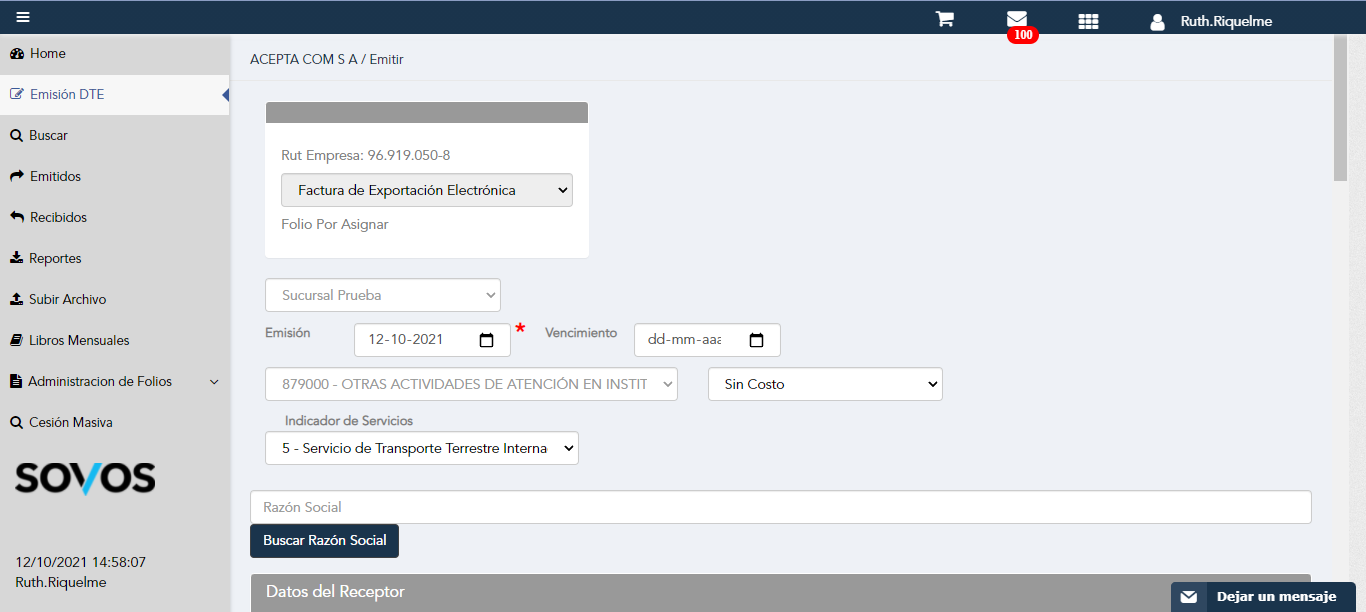 100
Ruth.Riquelme
Home
Emisión DTE
Buscar
Emitidos
Recibidos
Reportes
Subir Archivo
Libros Mensuales
Administracion de Folios
Cesión Masiva
SOVOS
12/10/2021 14:58:07
Ruth.Riquelme
ACEPTA COM S A / Emitir
Rut Empresa: 96.919.050-8
Factura de Exportación Electrónica
Folio Por Asignar
Sucursal Prueba
Emisión 12-10-2021 * Vencimiento dd-mm-aaa
879000 - OTRAS ACTIVIDADES DE ATENCIÓN EN INSTIT Sin Costo
Indicador de Servicios
5 - Servicio de Transporte Terrestre Interna
Razón Social
Buscar Razón Social
Datos del Receptor
Dejar un mensaje